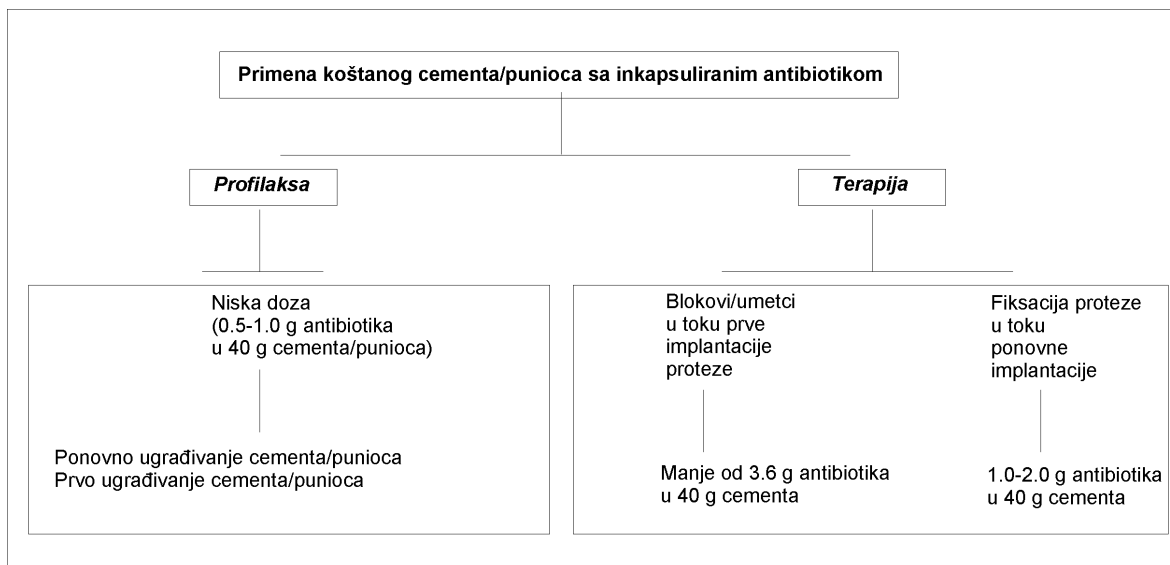 Primena koštanog cementa/punioca sa inkapsuliranim antibiotikom
Profilaksa
Terapija
Niska doza
(0.5-1.0 g antibiotika
u 40 g cementa/punioca)
Ponovno ugrađivanje cementa/punioca
Prvo ugrađivanje cementa/punioca
Blokovi/umetci
u toku prve
implantacije
proteze
Manje od 3.6 g antibiotika
u 40 g cementa
Fiksacija proteze
u toku
ponovne
implantacije
1.0-2.0 g antibiotika
u 40 g cementa